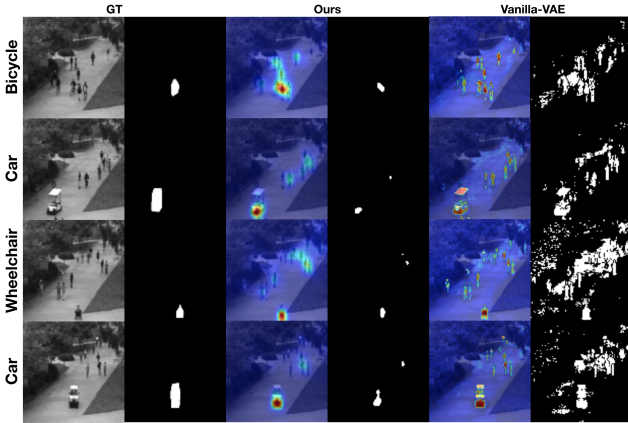 GT Ours Vanilla-VAE
Bicycle
Car
Wheelchair
Car